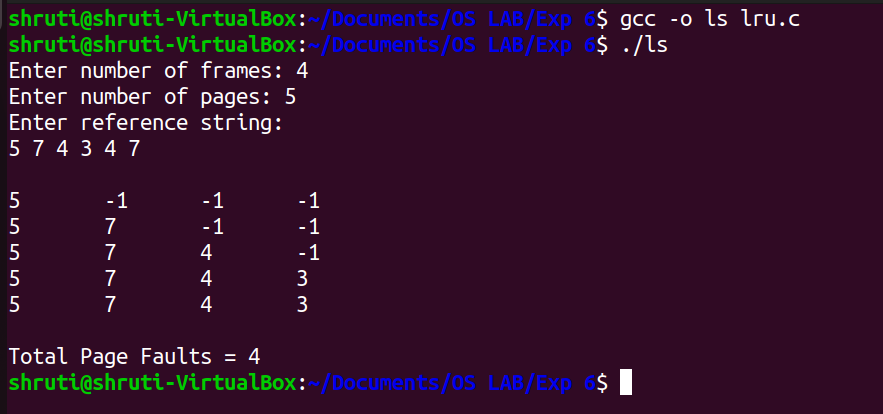 shruti@shruti-VirtualBox:~/Documents/OS LAB/Exp 6$ gcc -o ls lru.c
shruti@shruti-VirtualBox:~/Documents/OS LAB/Exp 6$ ./ls
Enter number of frames: 4
Enter number of pages: 5
Enter reference string:
5 7 4 3 4 7
5 -1 -1 -1
5 7 -1 -1
5 7 4 -1
5 7 4 3
5 7 4 3
Total Page Faults = 4
shruti@shruti-VirtualBox:~/Documents/OS LAB/Exp 6$